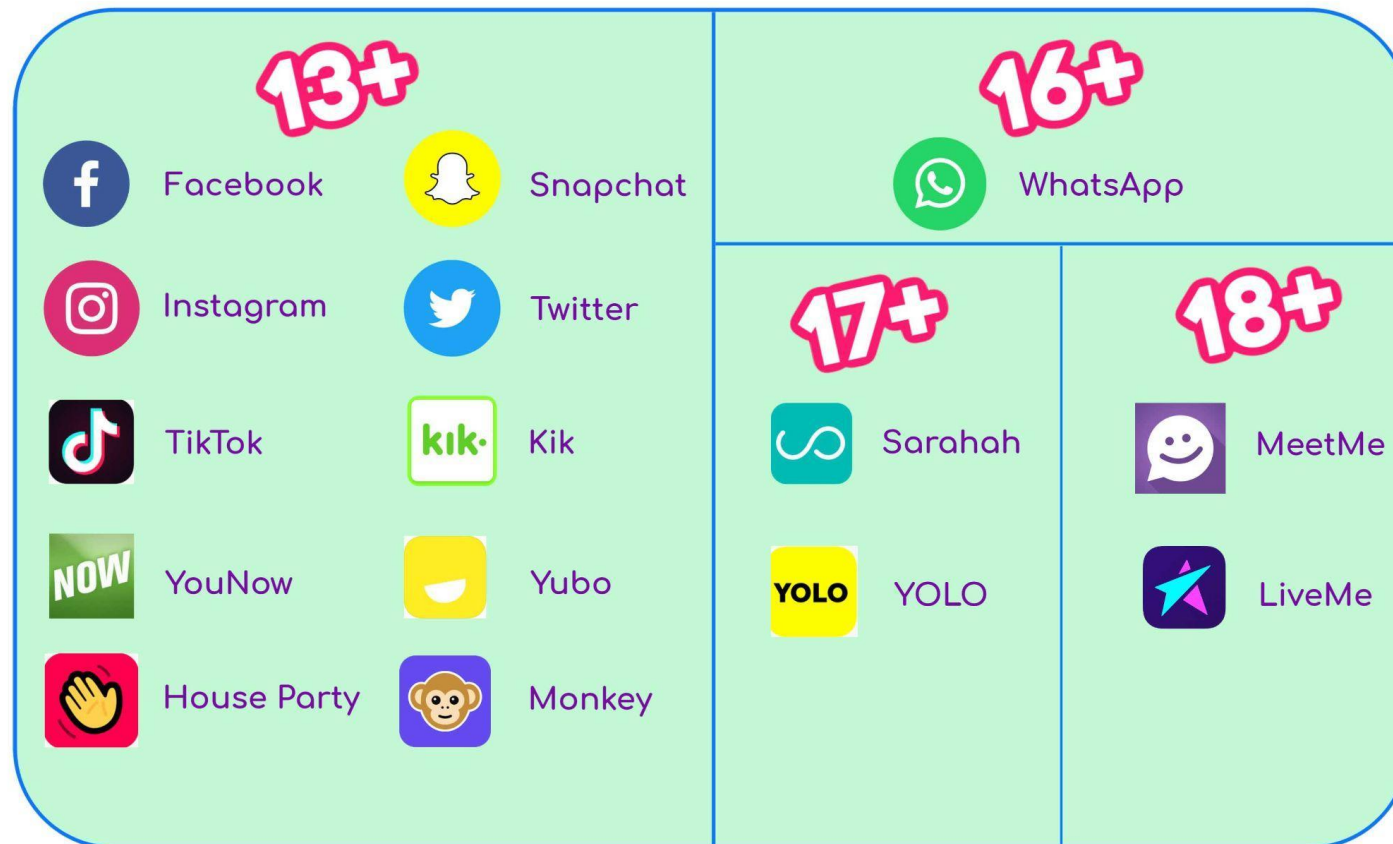 13+
Facebook
Snapchat
Instagram
Twitter
TikTok
kik.
Kik
NOW
YouNow
Yubo
House Party
Monkey
16+
WhatsApp
17+
Sarahah
YOLO
YOLO
18+
MeetMe
LiveMe